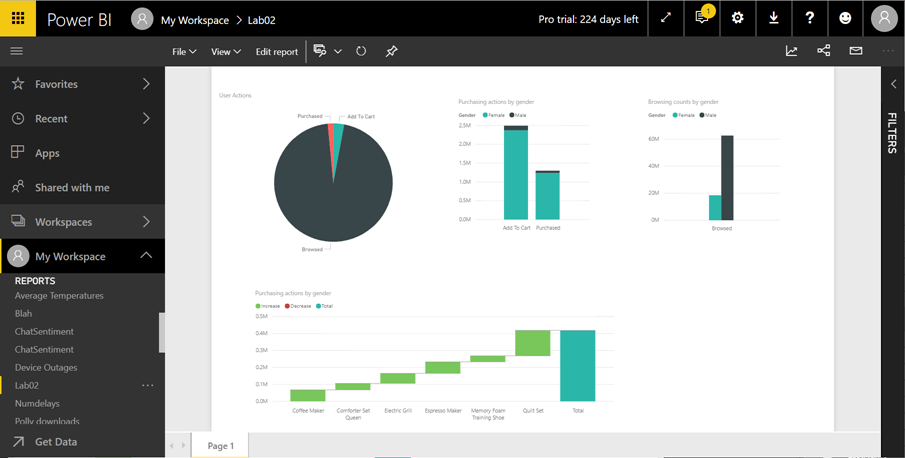 Power BI My Workspace > Lab02 Pro trial: 224 days left 1 ?
File View Edit report
Favorites
Recent
Apps
Shared with me
Workspaces
My Workspace
REPORTS
Average Temperatures
Blah
ChatSentiment
ChatSentiment
Device Outages
Lab02 ...
Numdelays
Polly downloads
Get Data
User Actions
Purchased Add To Cart
Browsed
Purchasing actions by gender
Gender Female Male
2.5M
2.0M
1.5M
1.0M
0.5M
0.0M
Add To Cart Purchased
Browsing counts by gender
Gender Female Male
60M
40M
20M
0M
Browsed
Purchasing actions by gender
Increase Decrease Total
0.5M
0.4M
0.3M
0.2M
0.1M
0.0M
Coffee Maker Comforter Set Queen Electric Grill Espresso Maker Memory Foam Training Shoe Quilt Set Total
Page 1
FILTERS